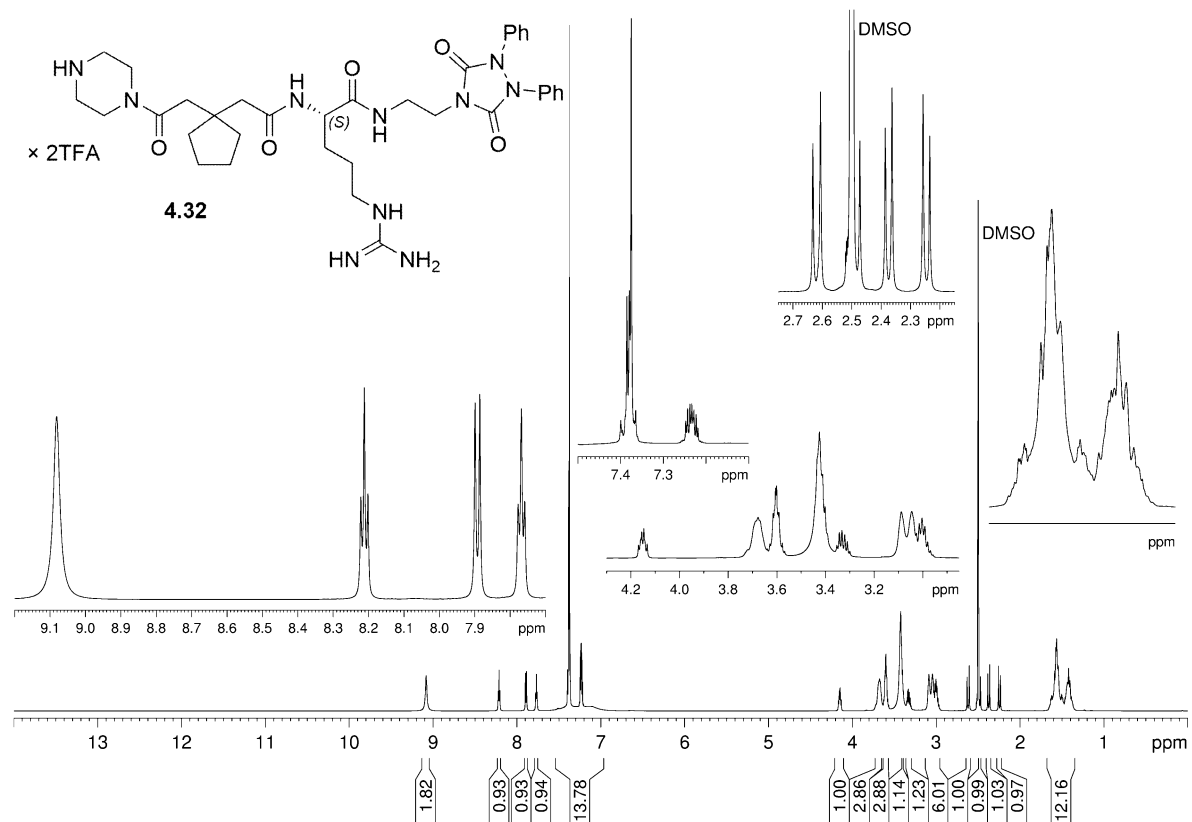 Ph
DMSO
O
N
HN
H
N
O
N
Ph
N
N
(S)
N
H
O
O
O
× 2TFA
4.32
NH
HN
NH2
DMSO
2.7 2.6 2.5 2.4 2.3 ppm
7.4 7.3 ppm
ppm
4.2 4.0 3.8 3.6 3.4 3.2 ppm
9.1 9.0 8.9 8.8 8.7 8.6 8.5 8.4 8.3 8.2 8.1 8.0 7.9 ppm
13 12 11 10 9 8 7 6 5 4 3 2 1 ppm
1.82 0.93 0.93 0.94 13.78 1.00 2.86 2.88 1.14 1.23 6.01 1.00 0.99 1.03 0.97 12.16